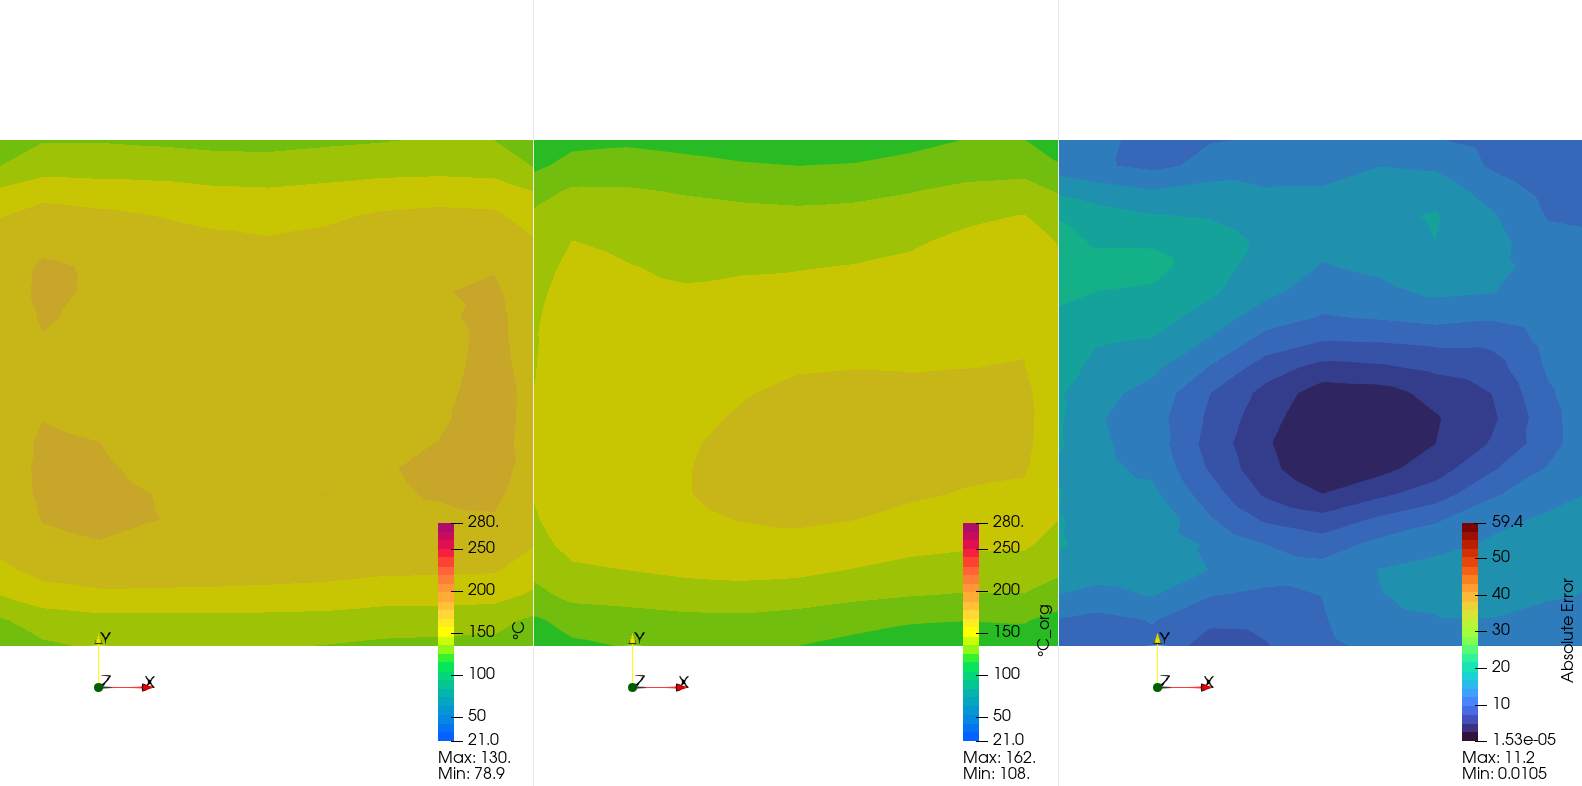 280.
250
200
150
100
50
21.0
°C
Max: 130.
Min: 78.9
Y
Z
X
280.
250
200
150
100
50
21.0
°C_org
Max: 162.
Min: 108.
Y
Z
X
59.4
50
40
30
20
10
1.53e-05
Absolute Error
Max: 11.2
Min: 0.0105
Y
Z
X